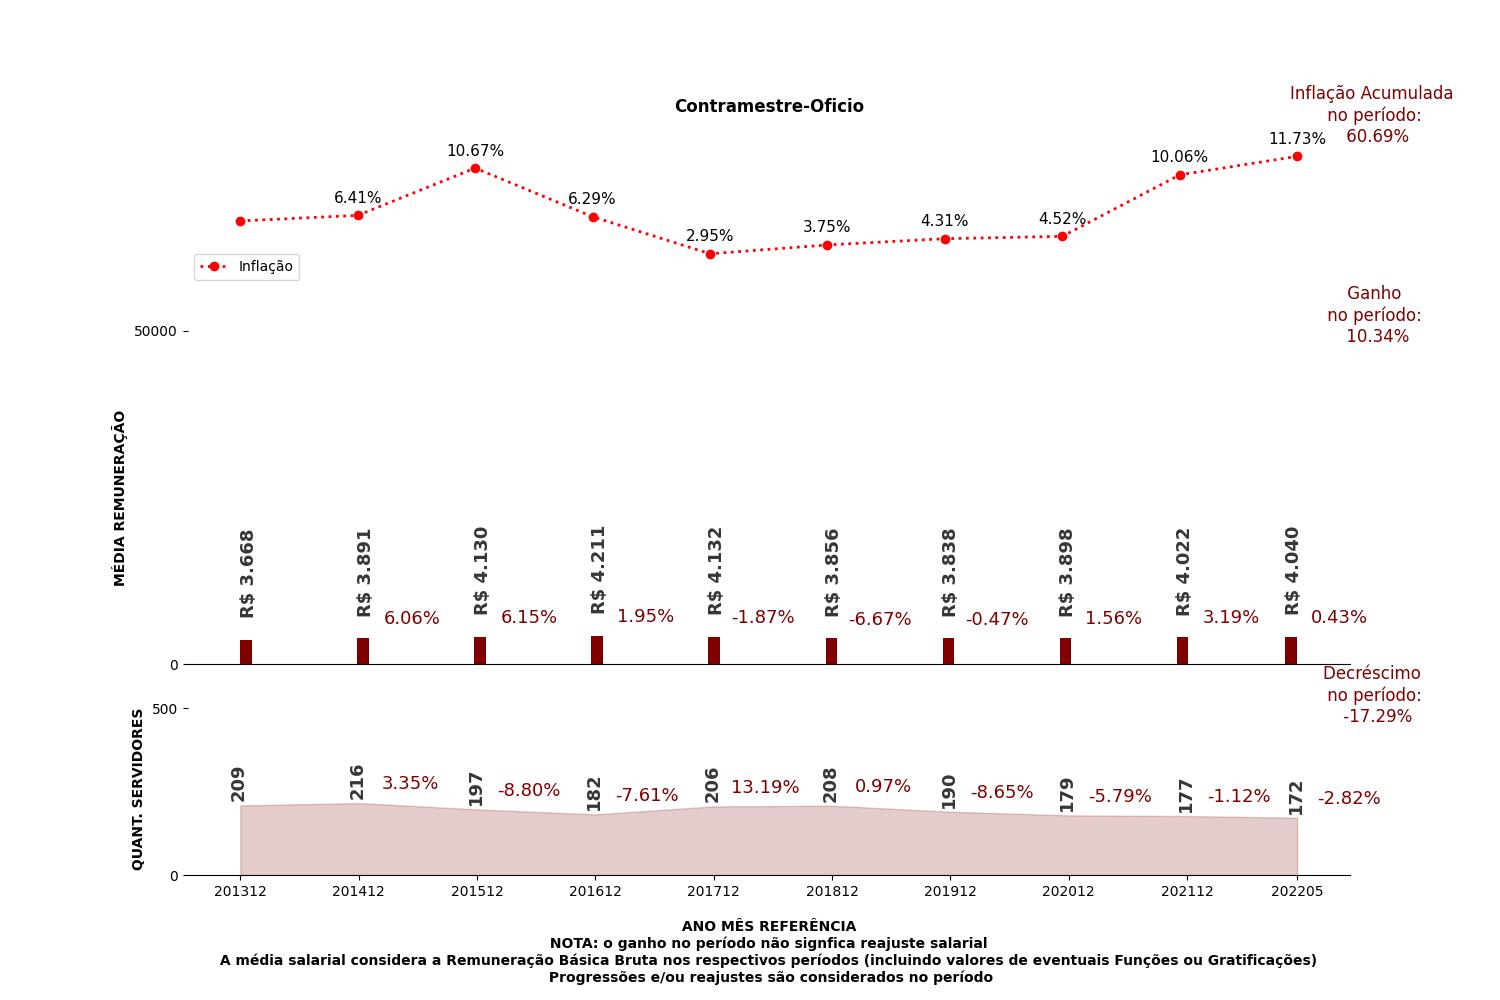 Contramestre-Oficio
Inflação Acumulada
no período:
60.69%
6.41%
10.67%
6.29%
2.95%
3.75%
4.31%
4.52%
10.06%
11.73%
Inflação
Ganho
no período:
10.34%
50000
0
MÉDIA REMUNERAÇÃO
R$ 3.668
R$ 3.891
R$ 4.130
R$ 4.211
R$ 4.132
R$ 3.856
R$ 3.838
R$ 3.898
R$ 4.022
R$ 4.040
6.06%
6.15%
1.95%
-1.87%
-6.67%
-0.47%
1.56%
3.19%
0.43%
Decréscimo
no período:
-17.29%
500
0
QUANT. SERVIDORES
209
216
197
182
206
208
190
179
177
172
3.35%
-8.80%
-7.61%
13.19%
0.97%
-8.65%
-5.79%
-1.12%
-2.82%
201312
201412
201512
201612
201712
201812
201912
202012
202112
202205
ANO MÊS REFERÊNCIA
NOTA: o ganho no período não signfica reajuste salarial
A média salarial considera a Remuneração Básica Bruta nos respectivos períodos (incluindo valores de eventuais Funções ou Gratificações)
Progressões e/ou reajustes são considerados no período